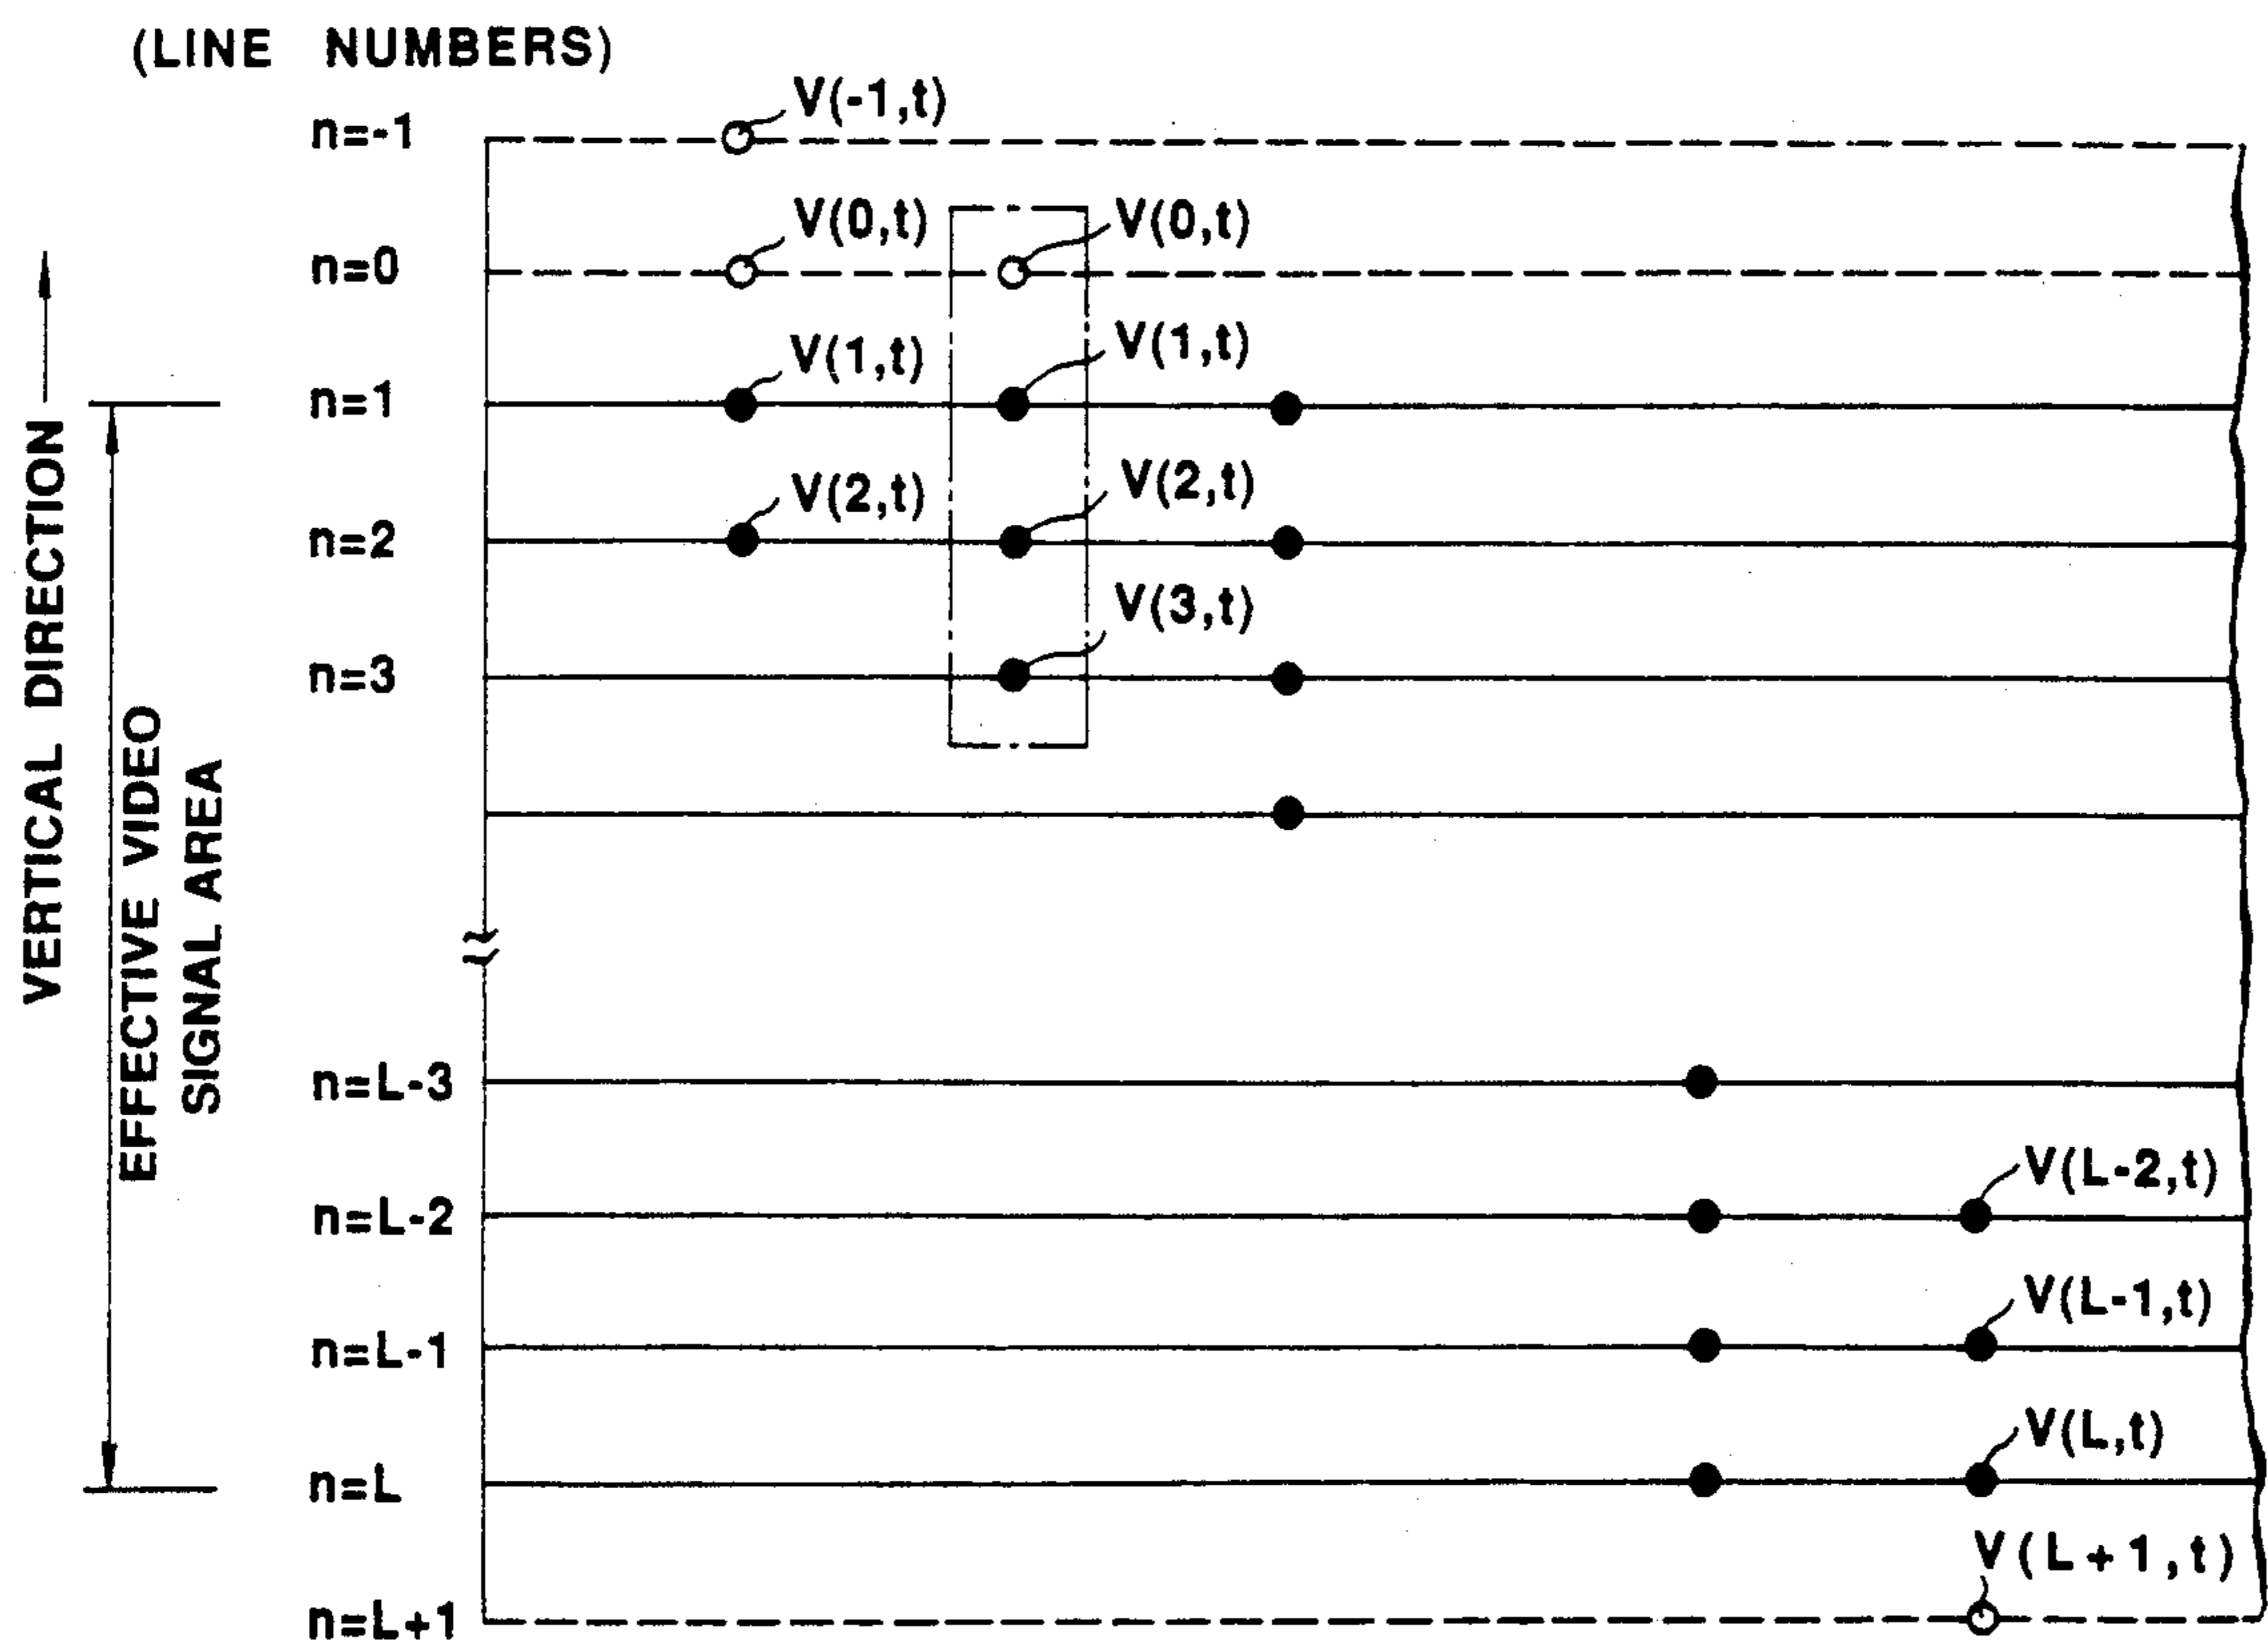 (LINE NUMBERS)
n=-1
V(-1,t)
n=0
V(0,t)
V(0,t)
n=1
V(1,t)
V(1,t)
n=2
V(2,t)
V(2,t)
n=3
V(3,t)
VERTICAL DIRECTION
EFFECTIVE VIDEO
SIGNAL AREA
n=L-3
n=L-2
V(L-2,t)
n=L-1
V(L-1,t)
n=L
V(L,t)
n=L+1
V(L+1,t)